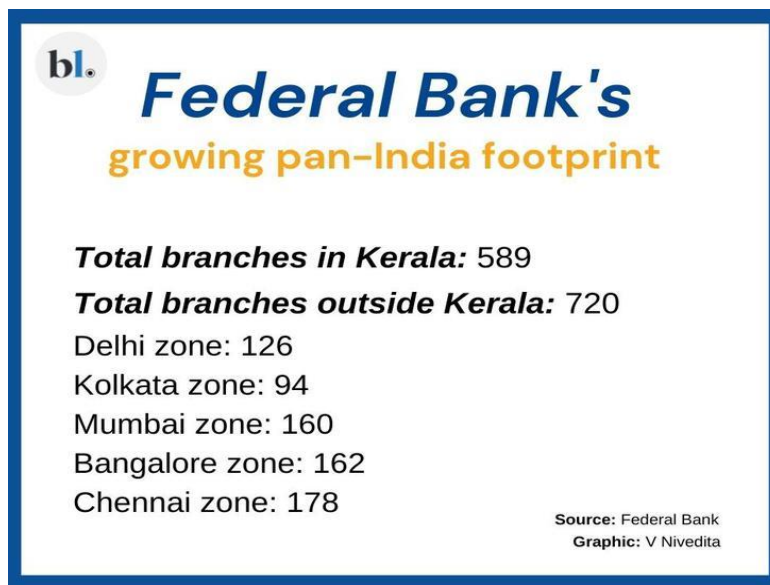 bl.
Federal Bank's
growing pan-India footprint
Total branches in Kerala: 589
Total branches outside Kerala: 720
Delhi zone: 126
Kolkata zone: 94
Mumbai zone: 160
Bangalore zone: 162
Chennai zone: 178
Source: Federal Bank
Graphic: V Nivedita